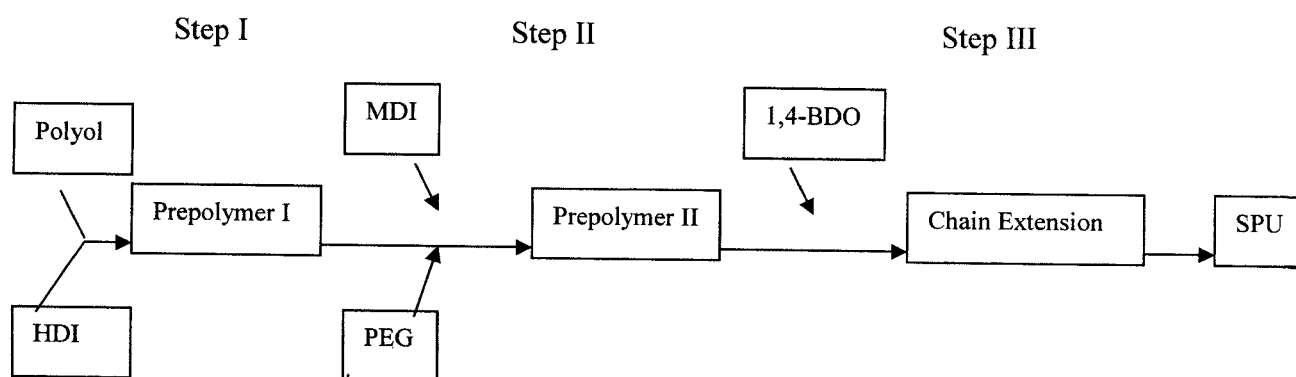 Step I
Step II
Step III
Polyol
MDI
1,4-BDO
Prepolymer I
Prepolymer II
Chain Extension
SPU
HDI
PEG